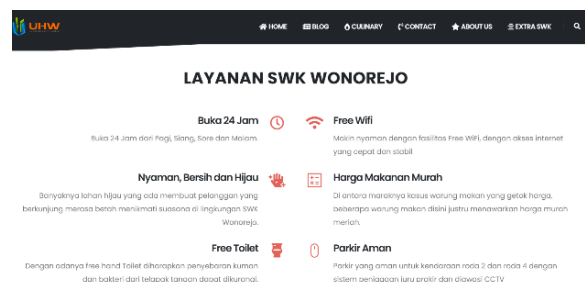 UHW
HOME BLOG CULINARY CONTACT ABOUT US EXTRA SWK
LAYANAN SWK WONOREJO
Buka 24 Jam
Buka 24 Jam dari Pagi, Siang, Sore dan Malam.
Free Wifi
Makin nyaman dengan fasilitas Free WiFi, dengan akses internet
yang cepat dan stabil
Nyaman, Bersih dan Hijau
Banyaknya lahan hijau yang ada membuat pelanggan yang
berkunjung merasa betah menikmati suasana di lingkungan SWK
Wonorejo.
Harga Makanan Murah
Di antara maraknya kasus warung makan yang getok harga,
beberapa warung makan disini justru menawarkan harga murah
meriah.
Free Toilet
Dengan adanya free hand Toilet diharapkan penyebaran kuman
dan bakteri dari telapak tangan dapat dikurangi.
Parkir Aman
Parkir yang aman untuk kendaraan roda 2 dan roda 4 dengan
sistem penjagaan juru prakir dan diawasi CCTV